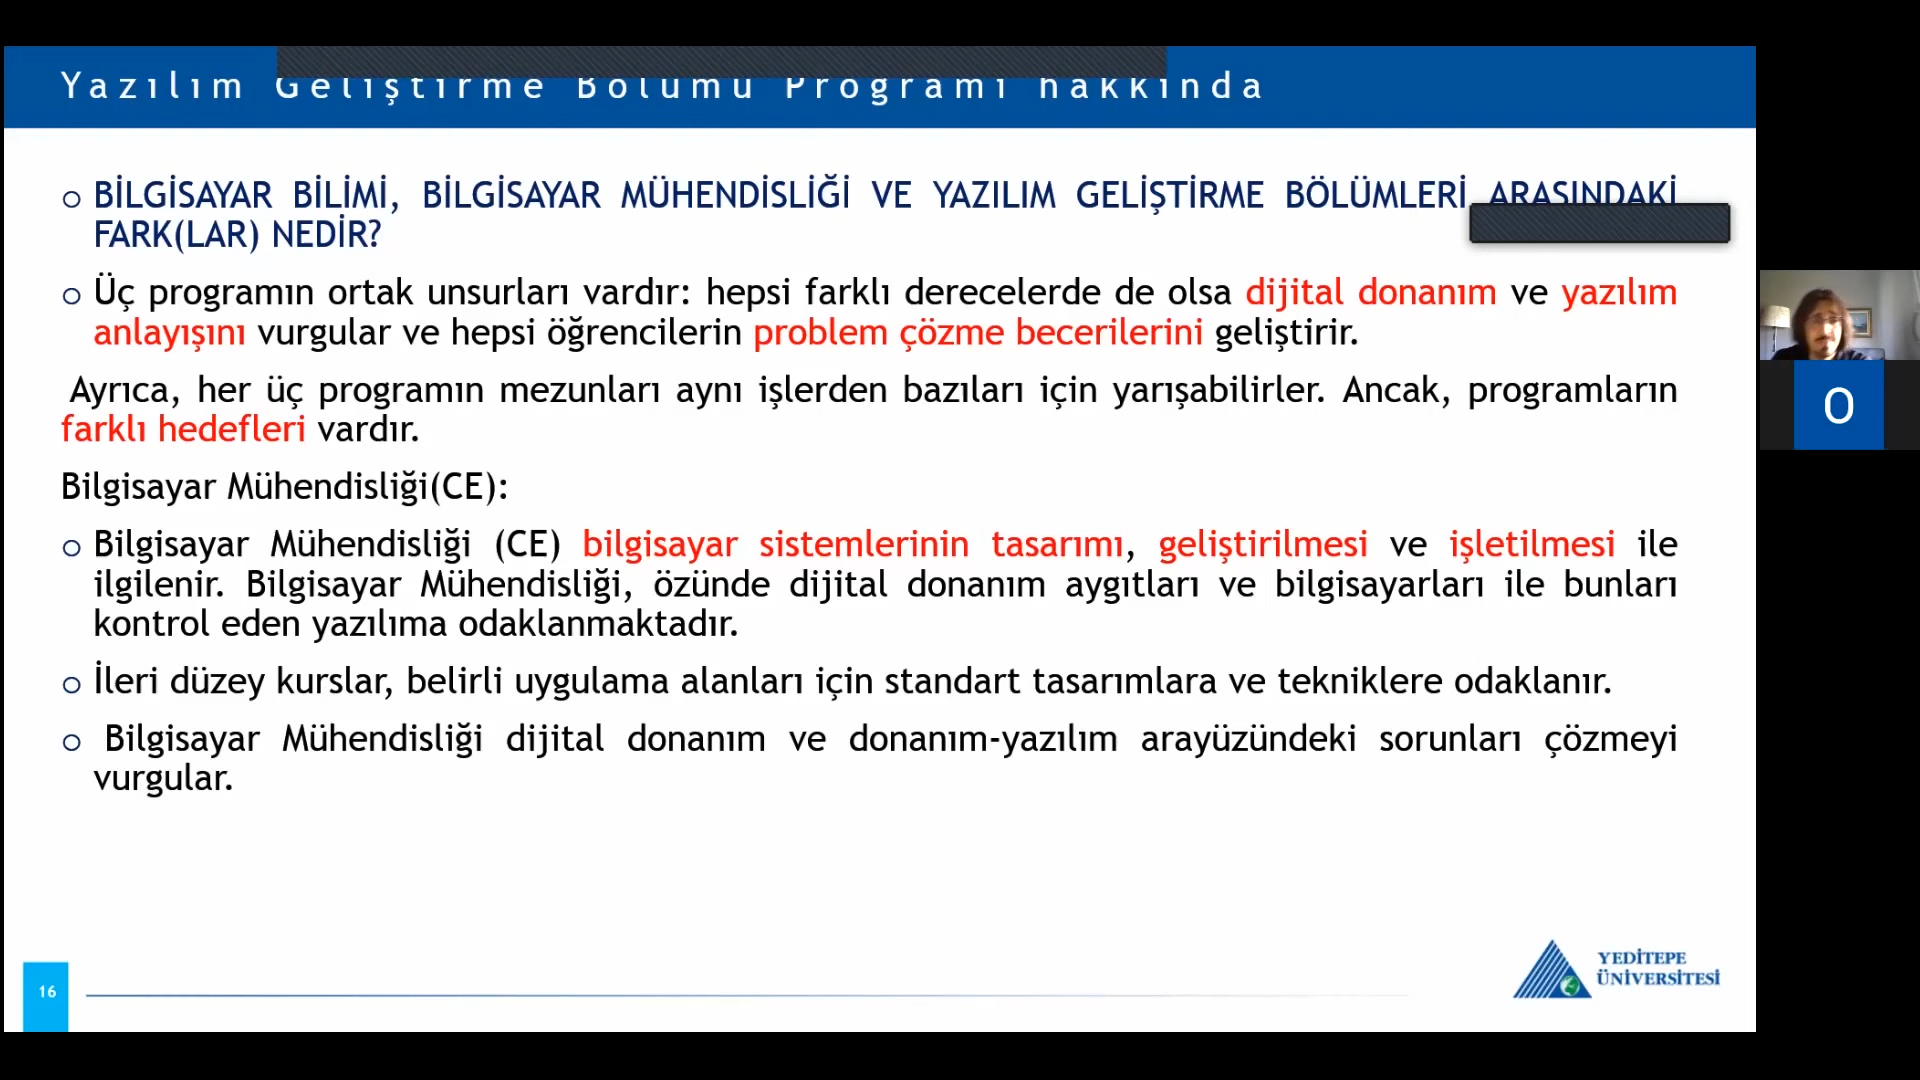 Yazılım Geliştirme Bölümü Programı hakkında
o BİLGİSAYAR BİLİMİ, BİLGİSAYAR MÜHENDİSLİĞİ VE YAZILIM GELİŞTİRME BÖLÜMLERİ ARASINDAKİ
FARK(LAR) NEDİR?
o Üç programın ortak unsurları vardır: hepsi farklı derecelerde de olsa dijital donanım ve yazılım
anlayışını vurgular ve hepsi öğrencilerin problem çözme becerilerini geliştirir.
Ayrıca, her üç programın mezunları aynı işlerden bazıları için yarışabilirler. Ancak, programların
farklı hedefleri vardır.
Bilgisayar Mühendisliği(CE):
o Bilgisayar Mühendisliği (CE) bilgisayar sistemlerinin tasarımı, geliştirilmesi ve işletilmesi ile
ilgilenir. Bilgisayar Mühendisliği, özünde dijital donanım aygıtları ve bilgisayarları ile bunları
kontrol eden yazılıma odaklanmaktadır.
o İleri düzey kurslar, belirli uygulama alanları için standart tasarımlara ve tekniklere odaklanır.
o Bilgisayar Mühendisliği dijital donanım ve donanım-yazılım arayüzündeki sorunları çözmeyi
vurgular.
O
16
YEDİTEPE
ÜNİVERSİTESİ